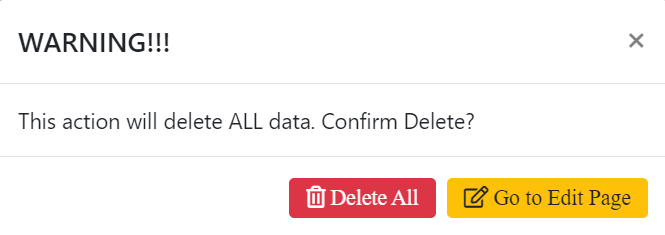 WARNING!!!
This action will delete ALL data. Confirm Delete?
Delete All Go to Edit Page